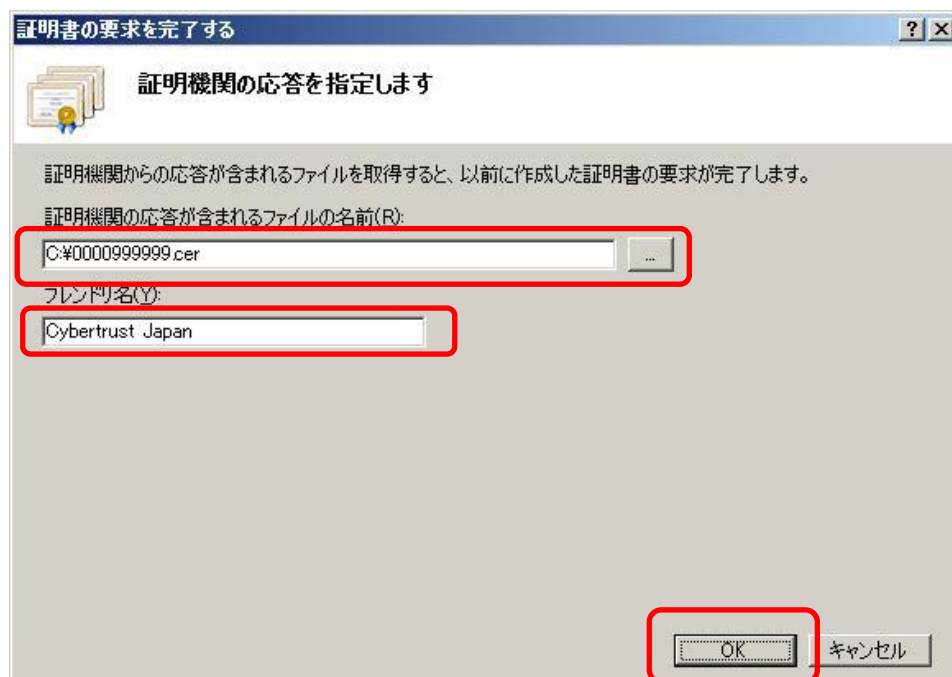 証明書の要求を完了する
証明機関の応答を指定します
証明機関からの応答が含まれるファイルを取得すると、以前に作成した証明書の要求が完了します。
証明機関の応答が含まれるファイルの名前(R):
C:¥0000999999.cer
...
フレンドリ名(Y):
Cybertrust Japan
OK
キャンセル